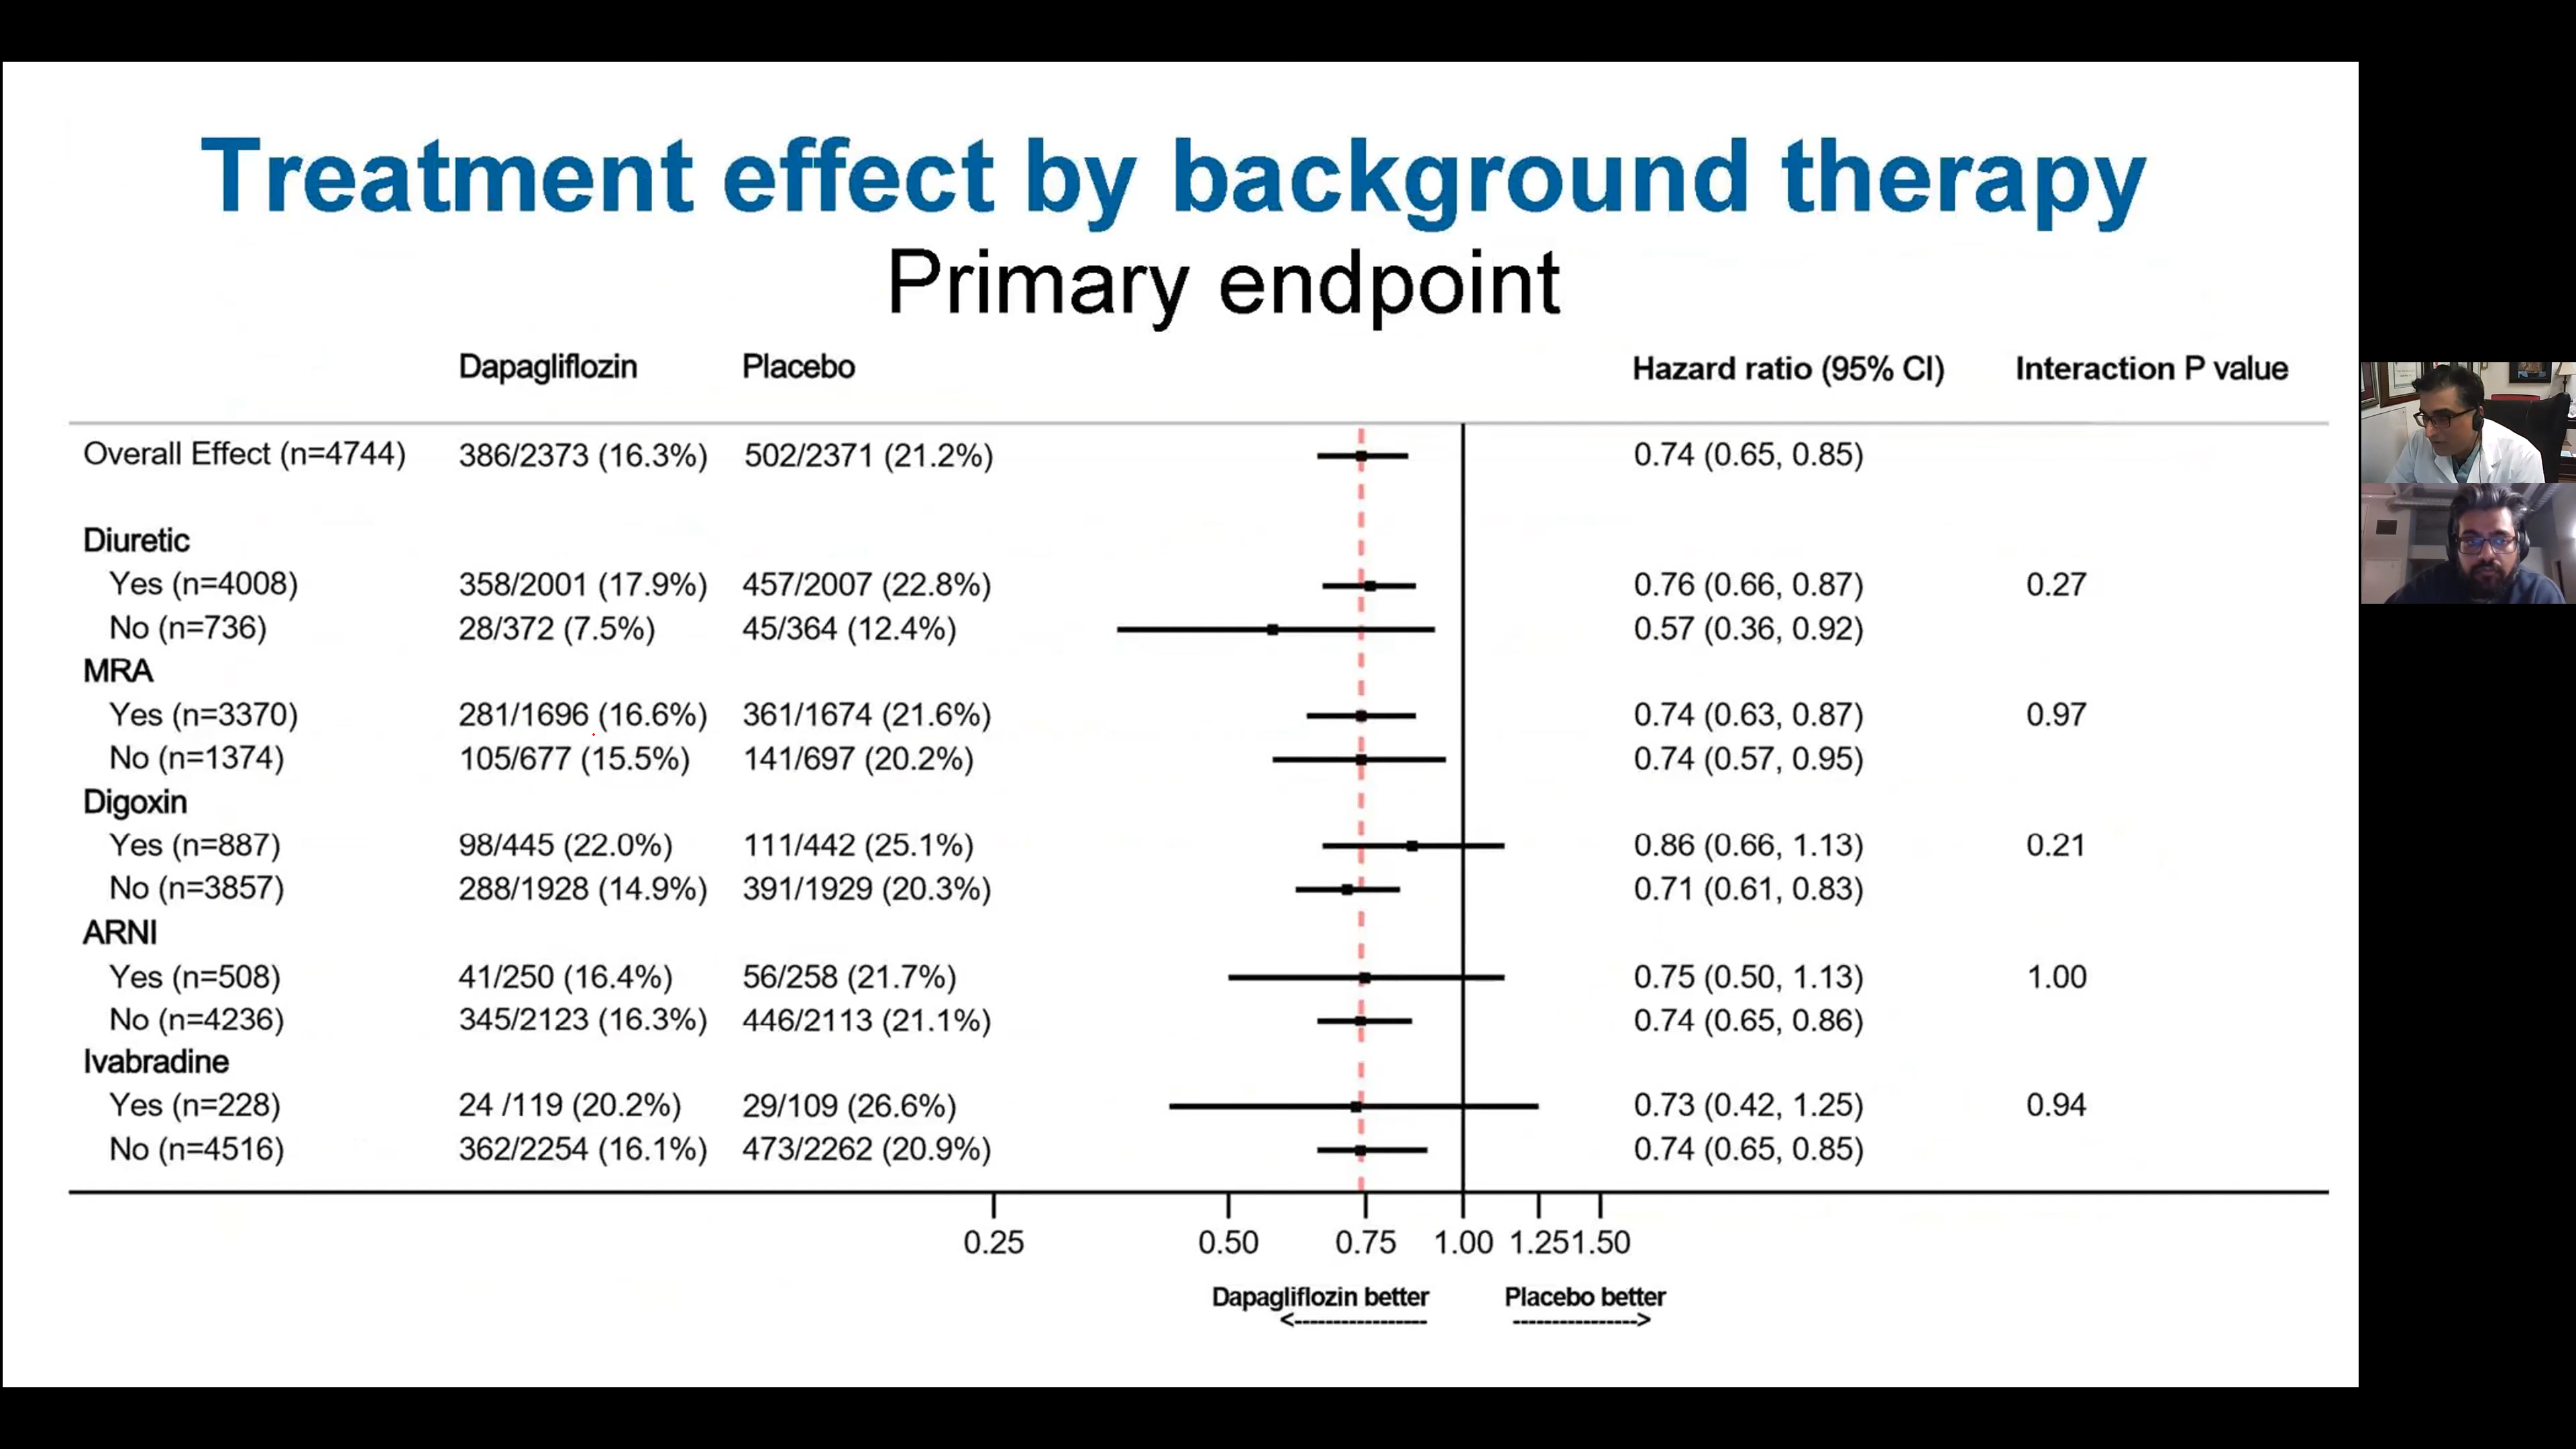 Treatment effect by background therapy
Primary endpoint
Dapagliflozin Placebo Hazard ratio (95% CI) Interaction P value
Overall Effect (n=4744) 386/2373 (16.3%) 502/2371 (21.2%) 0.74 (0.65, 0.85)
Diuretic
Yes (n=4008) 358/2001 (17.9%) 457/2007 (22.8%) 0.76 (0.66, 0.87) 0.27
No (n=736) 28/372 (7.5%) 45/364 (12.4%) 0.57 (0.36, 0.92)
MRA
Yes (n=3370) 281/1696 (16.6%) 361/1674 (21.6%) 0.74 (0.63, 0.87) 0.97
No (n=1374) 105/677 (15.5%) 141/697 (20.2%) 0.74 (0.57, 0.95)
Digoxin
Yes (n=887) 98/445 (22.0%) 111/442 (25.1%) 0.86 (0.66, 1.13) 0.21
No (n=3857) 288/1928 (14.9%) 391/1929 (20.3%) 0.71 (0.61, 0.83)
ARNI
Yes (n=508) 41/250 (16.4%) 56/258 (21.7%) 0.75 (0.50, 1.13) 1.00
No (n=4236) 345/2123 (16.3%) 446/2113 (21.1%) 0.74 (0.65, 0.86)
Ivabradine
Yes (n=228) 24 /119 (20.2%) 29/109 (26.6%) 0.73 (0.42, 1.25) 0.94
No (n=4516) 362/2254 (16.1%) 473/2262 (20.9%) 0.74 (0.65, 0.85)
0.25 0.50 0.75 1.00 1.25 1.50
Dapagliflozin better Placebo better